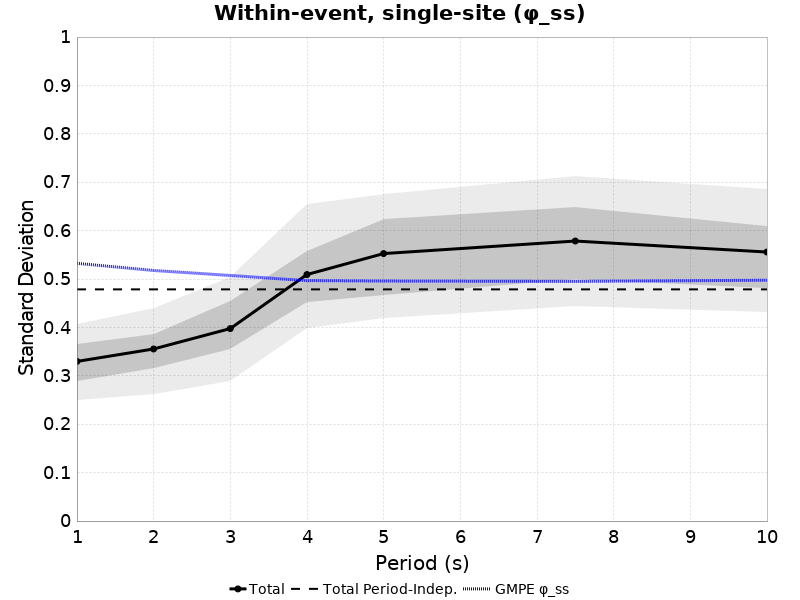 Within-event, single-site (φ_ss)
1
0.9
0.8
0.7
0.6
0.5
0.4
0.3
0.2
0.1
0
Standard Deviation
1 2 3 4 5 6 7 8 9 10
Period (s)
Total Total Period-Indep. GMPE φ_ss